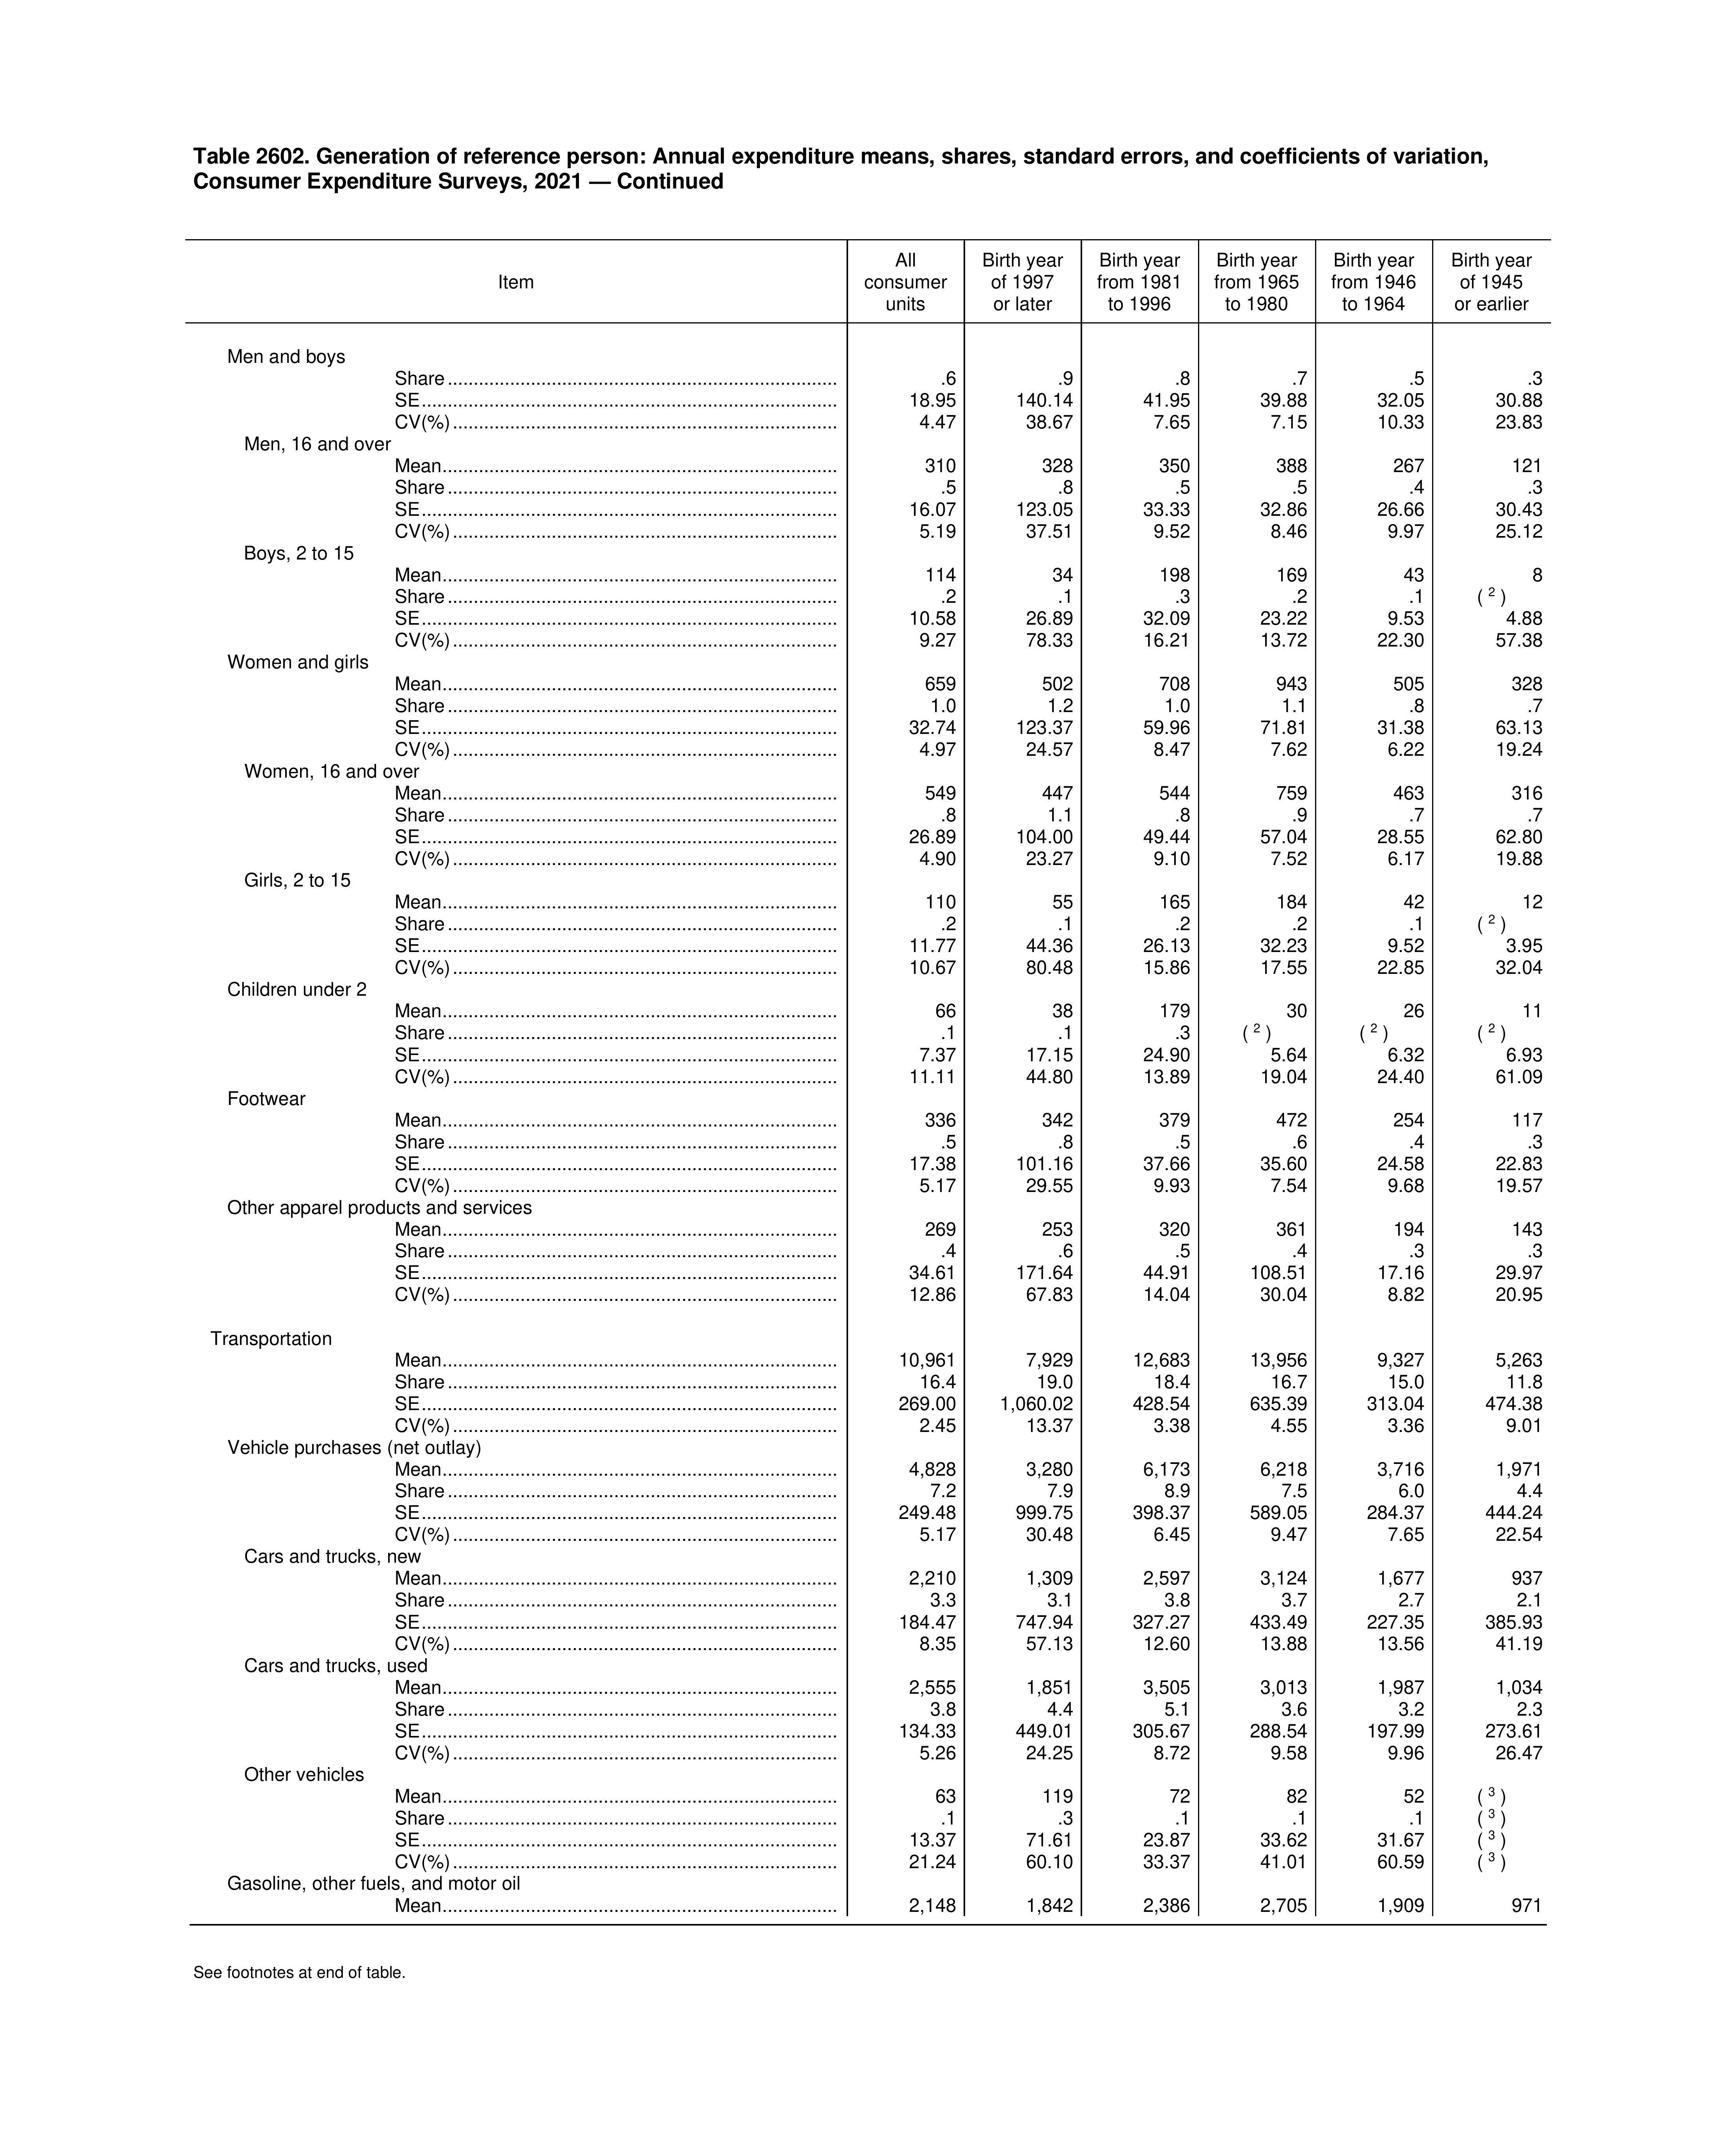 Table 2602. Generation of reference person: Annual expenditure means, shares, standard errors, and coefficients of variation,
Consumer Expenditure Surveys, 2021 — Continued
Item
All consumer units
Birth year of 1997 or later
Birth year from 1981 to 1996
Birth year from 1965 to 1980
Birth year from 1946 to 1964
Birth year of 1945 or earlier
Men and boys
Share .6 .9 .8 .7 .5 .3
SE 18.95 140.14 41.95 39.88 32.05 30.88
CV(%) 4.47 38.67 7.65 7.15 10.33 23.83
Men, 16 and over
Mean 310 328 350 388 267 121
Share .5 .8 .5 .5 .4 .3
SE 16.07 123.05 33.33 32.86 26.66 30.43
CV(%) 5.19 37.51 9.52 8.46 9.97 25.12
Boys, 2 to 15
Mean 114 34 198 169 43 8
Share .2 .1 .3 .2 .1 ( 2 )
SE 10.58 26.89 32.09 23.22 9.53 4.88
CV(%) 9.27 78.33 16.21 13.72 22.30 57.38
Women and girls
Mean 659 502 708 943 505 328
Share 1.0 1.2 1.0 1.1 .8 .7
SE 32.74 123.37 59.96 71.81 31.38 63.13
CV(%) 4.97 24.57 8.47 7.62 6.22 19.24
Women, 16 and over
Mean 549 447 544 759 463 316
Share .8 1.1 .8 .9 .7 .7
SE 26.89 104.00 49.44 57.04 28.55 62.80
CV(%) 4.90 23.27 9.10 7.52 6.17 19.88
Girls, 2 to 15
Mean 110 55 165 184 42 12
Share .2 .1 .2 .2 .1 ( 2 )
SE 11.77 44.36 26.13 32.23 9.52 3.95
CV(%) 10.67 80.48 15.86 17.55 22.85 32.04
Children under 2
Mean 66 38 179 30 26 11
Share .1 .1 .3 ( 2 ) ( 2 ) ( 2 )
SE 7.37 17.15 24.90 5.64 6.32 6.93
CV(%) 11.11 44.80 13.89 19.04 24.40 61.09
Footwear
Mean 336 342 379 472 254 117
Share .5 .8 .5 .6 .4 .3
SE 17.38 101.16 37.66 35.60 24.58 22.83
CV(%) 5.17 29.55 9.93 7.54 9.68 19.57
Other apparel products and services
Mean 269 253 320 361 194 143
Share .4 .6 .5 .4 .3 .3
SE 34.61 171.64 44.91 108.51 17.16 29.97
CV(%) 12.86 67.83 14.04 30.04 8.82 20.95
Transportation
Mean 10,961 7,929 12,683 13,956 9,327 5,263
Share 16.4 19.0 18.4 16.7 15.0 11.8
SE 269.00 1,060.02 428.54 635.39 313.04 474.38
CV(%) 2.45 13.37 3.38 4.55 3.36 9.01
Vehicle purchases (net outlay)
Mean 4,828 3,280 6,173 6,218 3,716 1,971
Share 7.2 7.9 8.9 7.5 6.0 4.4
SE 249.48 999.75 398.37 589.05 284.37 444.24
CV(%) 5.17 30.48 6.45 9.47 7.65 22.54
Cars and trucks, new
Mean 2,210 1,309 2,597 3,124 1,677 937
Share 3.3 3.1 3.8 3.7 2.7 2.1
SE 184.47 747.94 327.27 433.49 227.35 385.93
CV(%) 8.35 57.13 12.60 13.88 13.56 41.19
Cars and trucks, used
Mean 2,555 1,851 3,505 3,013 1,987 1,034
Share 3.8 4.4 5.1 3.6 3.2 2.3
SE 134.33 449.01 305.67 288.54 197.99 273.61
CV(%) 5.26 24.25 8.72 9.58 9.96 26.47
Other vehicles
Mean 63 119 72 82 52 ( 3 )
Share .1 .3 .1 .1 .1 ( 3 )
SE 13.37 71.61 23.87 33.62 31.67 ( 3 )
CV(%) 21.24 60.10 33.37 41.01 60.59 ( 3 )
Gasoline, other fuels, and motor oil
Mean 2,148 1,842 2,386 2,705 1,909 971
See footnotes at end of table.